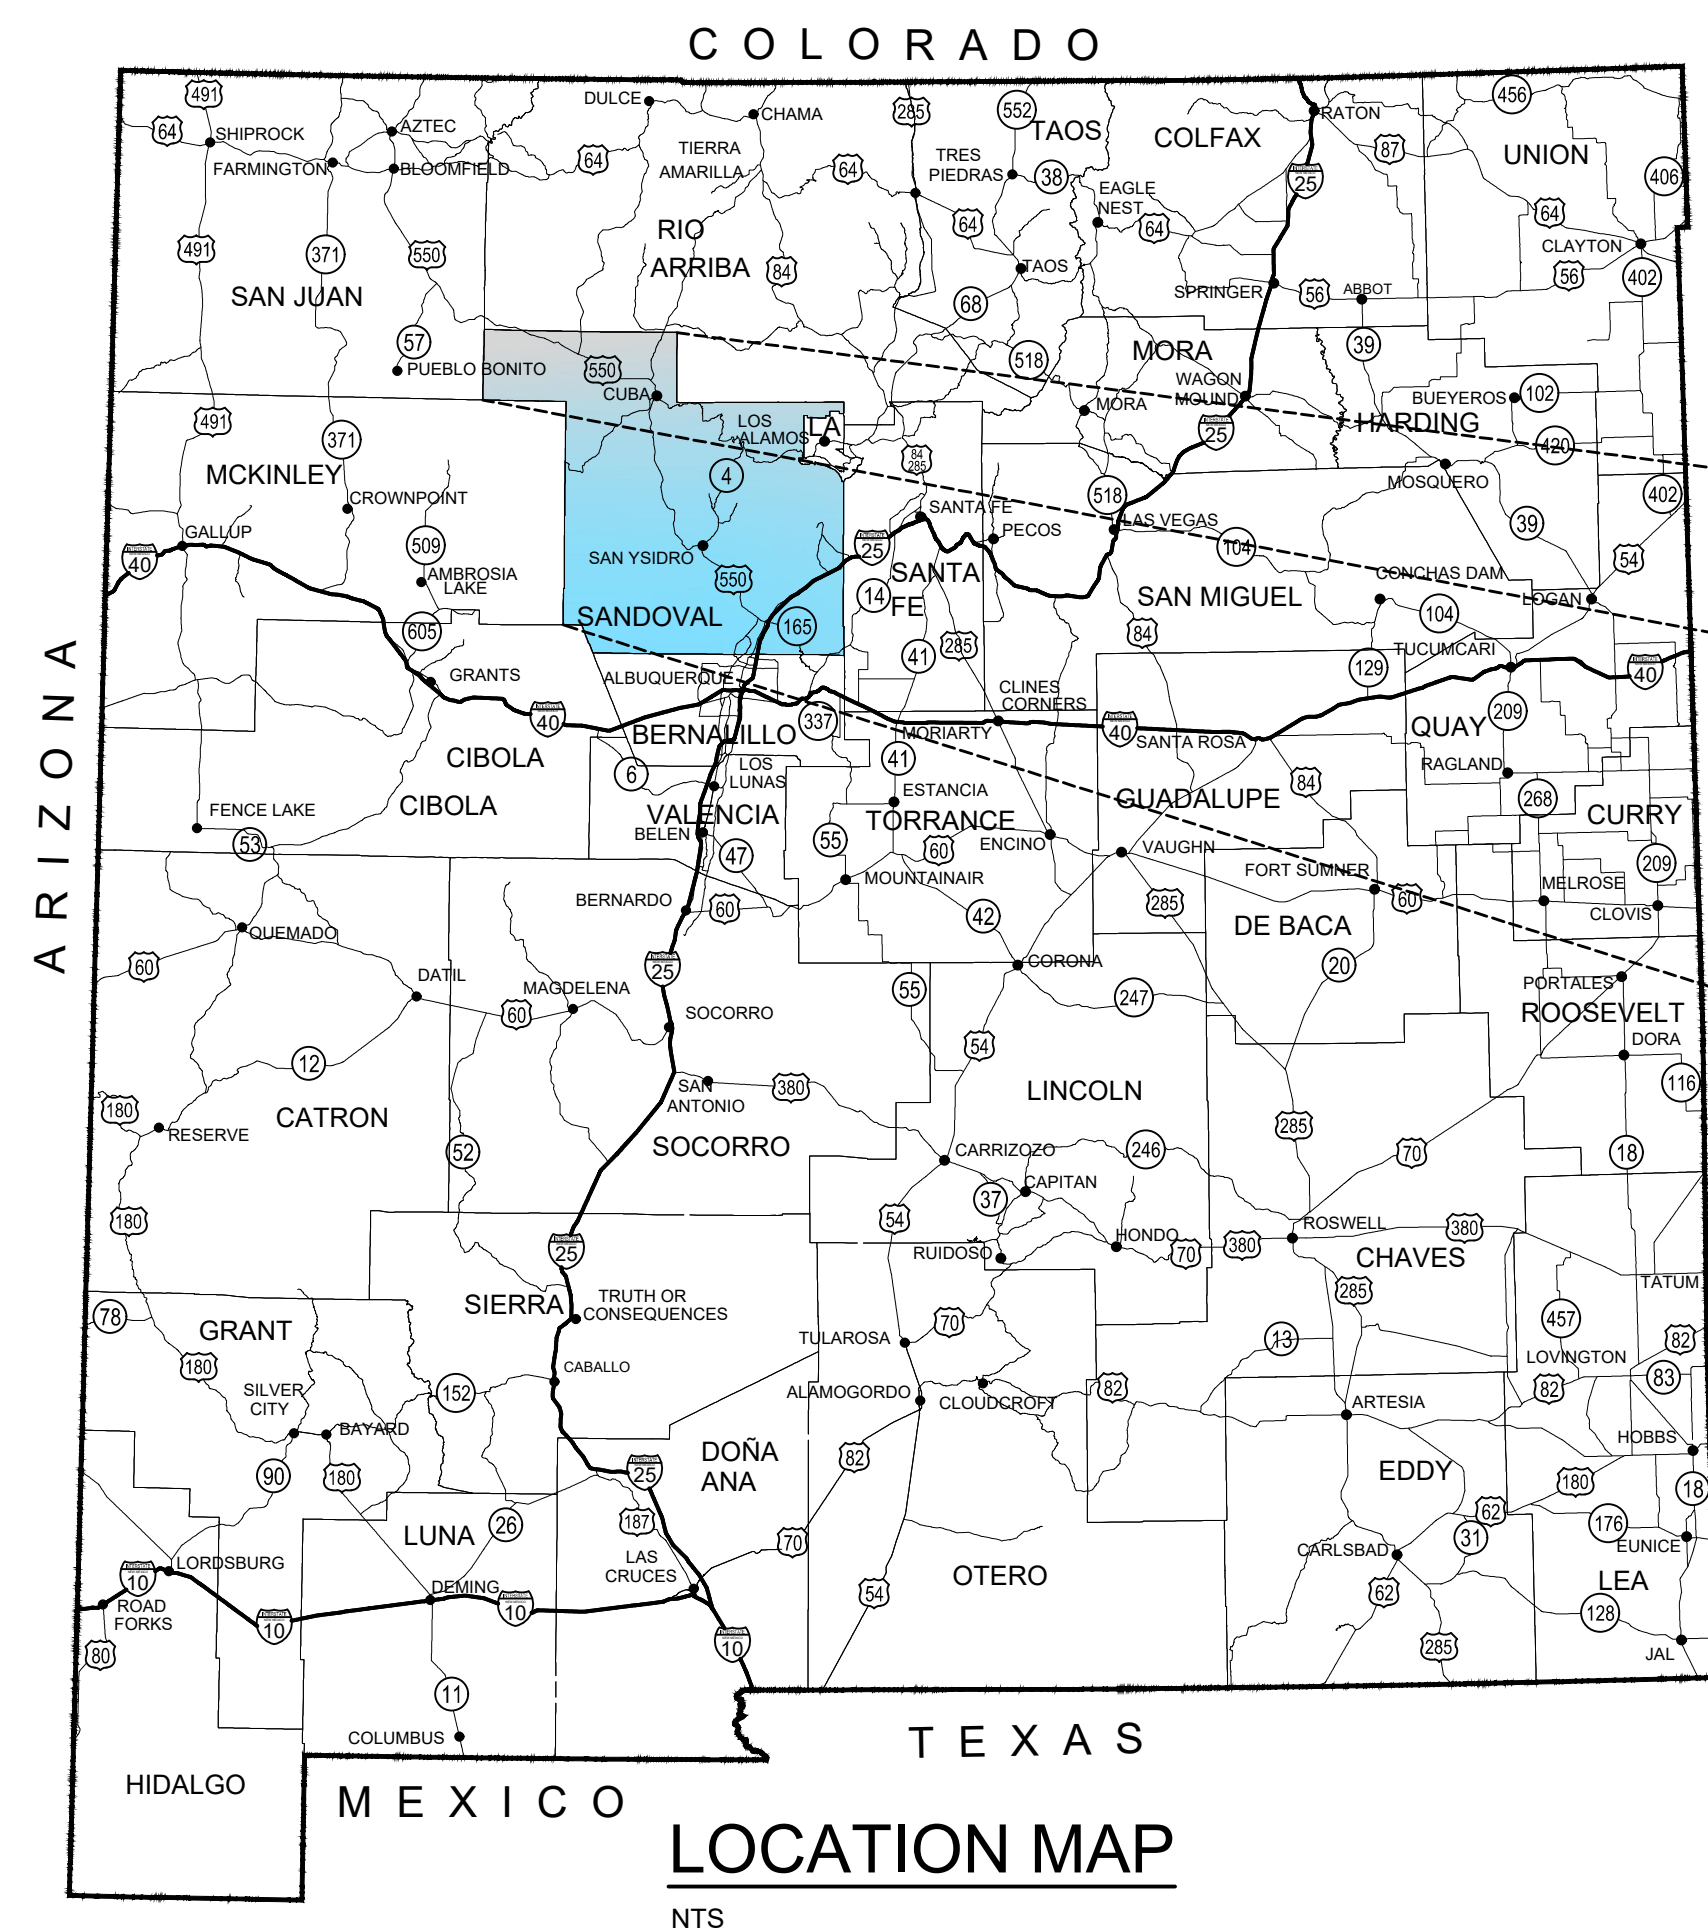 COLORADO
491
64
SHIPROCK
AZTEC
FARMINGTON
BLOOMFIELD
DULCE
CHAMA
64
TIERRA
AMARILLA
64
285
552
TAOS
TRES
PIEDRAS
38
COLFAX
RATON
25
87
456
UNION
406
EAGLE
NEST
64
64
64
CLAYTON
491
371
550
RIO
ARRIBA
84
TAOS
68
SPRINGER
56
ABBOT
56
402
SAN JUAN
57
PUEBLO BONITO
550
CUBA
518
MORA
39
WAGON
MOUND
MORA
25
BUEYEROS
102
HARDING
420
491
371
LOS
ALAMOS
LA
MCKINLEY
4
84
285
MOSQUERO
402
CROWNPOINT
518
SANTA FE
PECOS
LAS VEGAS
39
GALLUP
40
509
SAN YSIDRO
25
104
54
AMBROSIA
LAKE
550
SANTA
FE
CONCHAS DAM
LOGAN
14
SAN MIGUEL
104
SANDOVAL
165
605
41
285
84
TUCUMCARI
129
40
GRANTS
ALBUQUERQUE
CLINES
CORNERS
40
337
MORIARTY
40
SANTA ROSA
QUAY
209
BERNALILLO
CIBOLA
6
LOS
LUNAS
41
RAGLAND
84
ARIZONA
CIBOLA
ESTANCIA
GUADALUPE
268
CURRY
FENCE LAKE
53
VALENCIA
BELEN
TORRANCE
55
60
ENCINO
VAUGHN
47
209
MOUNTAINAIR
FORT SUMNER
MELROSE
BERNARDO
60
42
285
60
CLOVIS
QUEMADO
DE BACA
60
25
CORONA
20
DATIL
MAGDELENA
55
247
PORTALES
60
SOCORRO
ROOSEVELT
12
54
DORA
SAN
ANTONIO
380
LINCOLN
116
180
CATRON
RESERVE
SOCORRO
285
52
CARRIZOZO
246
70
18
CAPITAN
37
180
54
ROSWELL
380
25
RUIDOSO
HONDO
70
380
CHAVES
285
TATUM
SIERRA
TRUTH OR
CONSEQUENCES
78
GRANT
70
457
TULAROSA
13
82
180
CABALLO
LOVINGTON
83
SILVER
CITY
152
ALAMOGORDO
CLOUDCROFT
82
82
ARTESIA
BAYARD
HOBBS
DOÑA
ANA
82
90
180
25
EDDY
180
18
LUNA
26
187
62
176
31
70
EUNICE
LAS
CRUCES
CARLSBAD
LORDSBURG
10
DEMING
OTERO
LEA
ROAD
FORKS
10
10
54
62
128
80
10
285
JAL
11
COLUMBUS
TEXAS
HIDALGO
MEXICO
LOCATION MAP
NTS